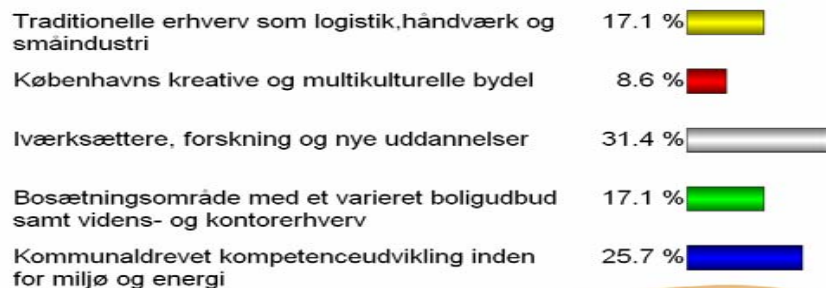 Traditionelle erhverv som logistik,håndværk og 17.1 %
småindustri
Københavns kreative og multikulturelle bydel 8.6 %
Iværksættere, forskning og nye uddannelser 31.4 %
Bosætningsområde med et varieret boligudbud 17.1 %
samt videns- og kontorerhverv
Kommunaldrevet kompetenceudvikling inden 25.7 %
for miljø og energi